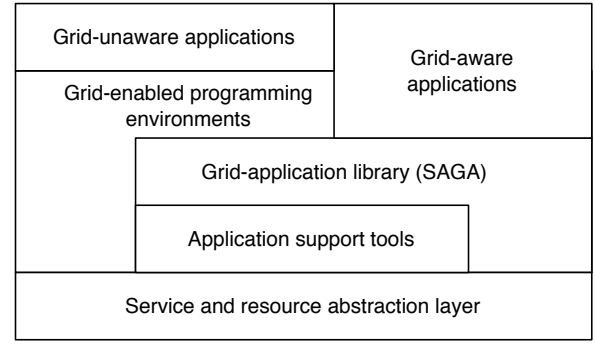 Grid-unaware applications
Grid-aware
applications
Grid-enabled programming
environments
Grid-application library (SAGA)
Application support tools
Service and resource abstraction layer